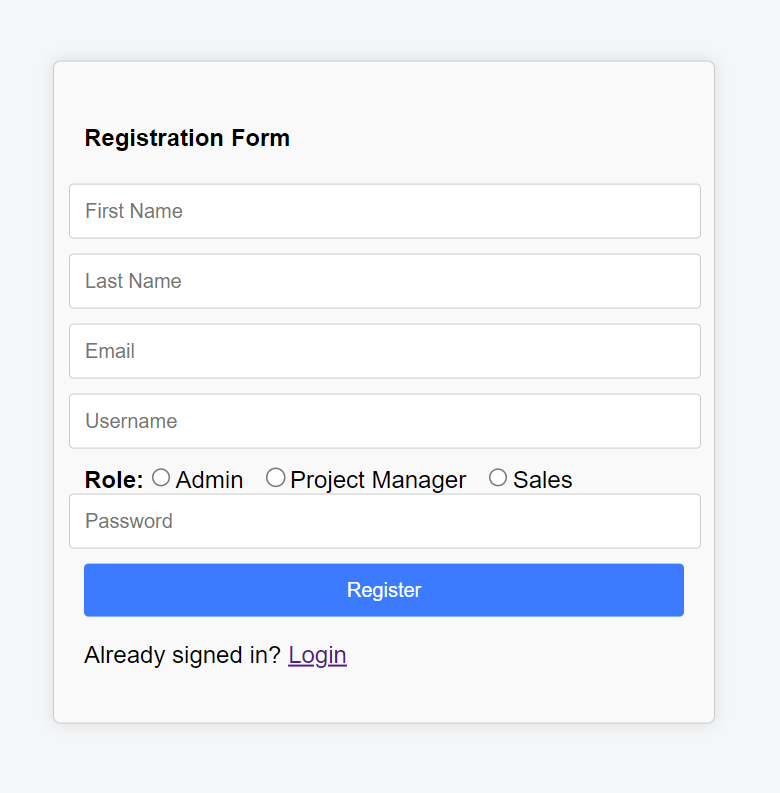 Registration Form
First Name
Last Name
Email
Username
Role: Admin Project Manager Sales
Password
Register
Already signed in? Login